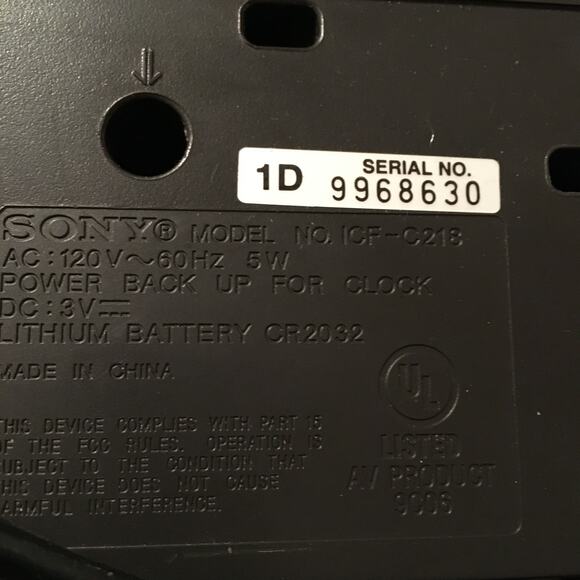 1D SERIAL NO.
9968630
SONY® MODEL NO. ICF-C218
AC:120V～60Hz 5W
POWER BACK UP FOR CLOCK
DC:3V⎓
LITHIUM BATTERY CR2032
MADE IN CHINA
THIS DEVICE COMPLIES WITH PART 15
OF THE FCC RULES. OPERATION IS
SUBJECT TO THE CONDITION THAT
THIS DEVICE DOES NOT CAUSE
HARMFUL INTERFERENCE.
UL
LISTED
AV PRODUCT
900S